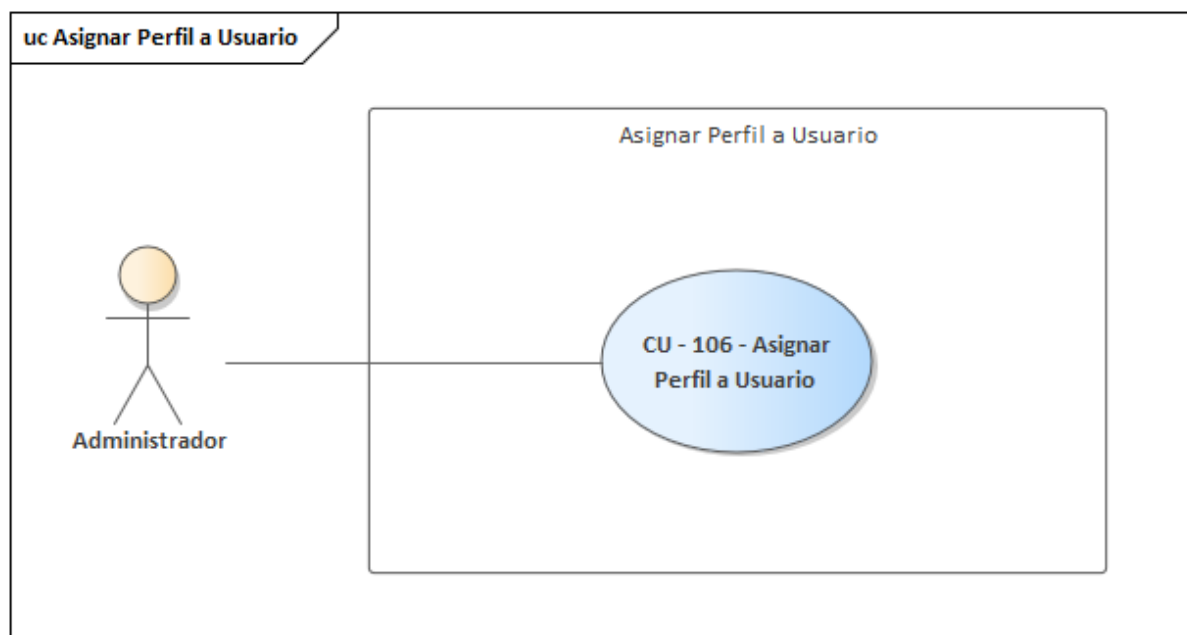 uc Asignar Perfil a Usuario
Asignar Perfil a Usuario
CU - 106 - Asignar
Perfil a Usuario
Administrador